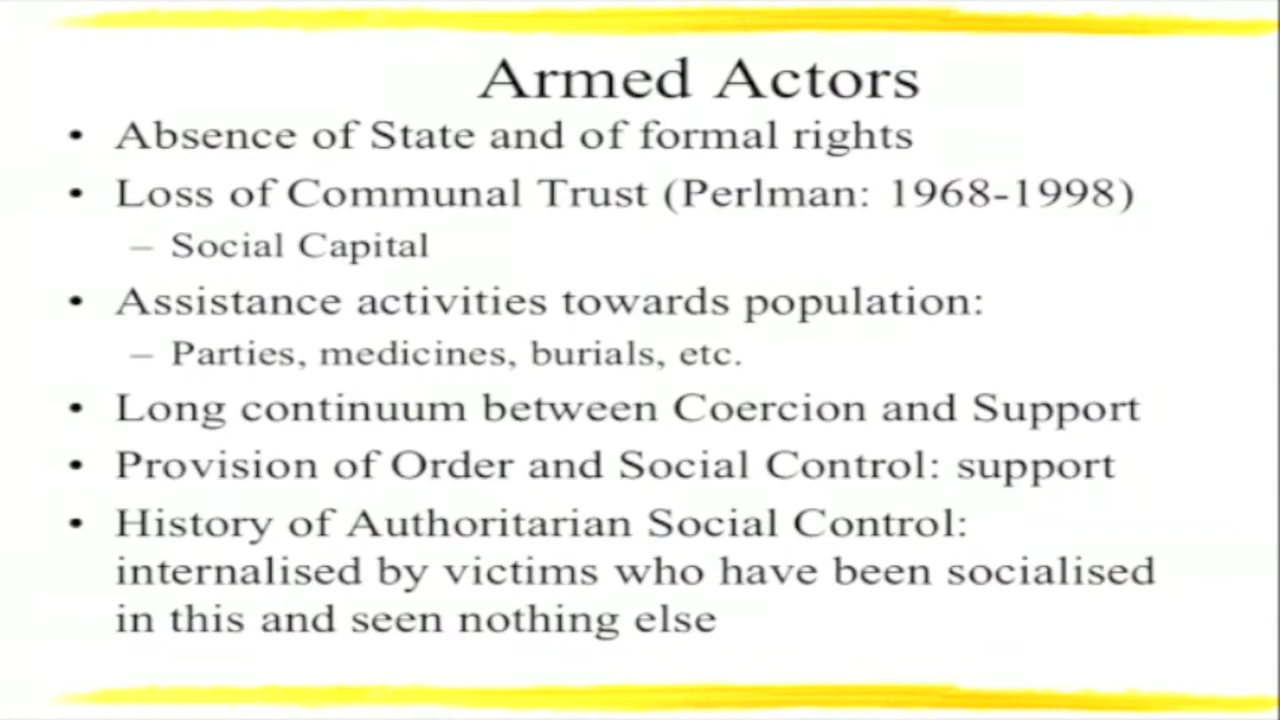 Armed Actors
• Absence of State and of formal rights
• Loss of Communal Trust (Perlman: 1968-1998)
– Social Capital
• Assistance activities towards population:
– Parties, medicines, burials, etc.
• Long continuum between Coercion and Support
• Provision of Order and Social Control: support
• History of Authoritarian Social Control:
internalised by victims who have been socialised
in this and seen nothing else